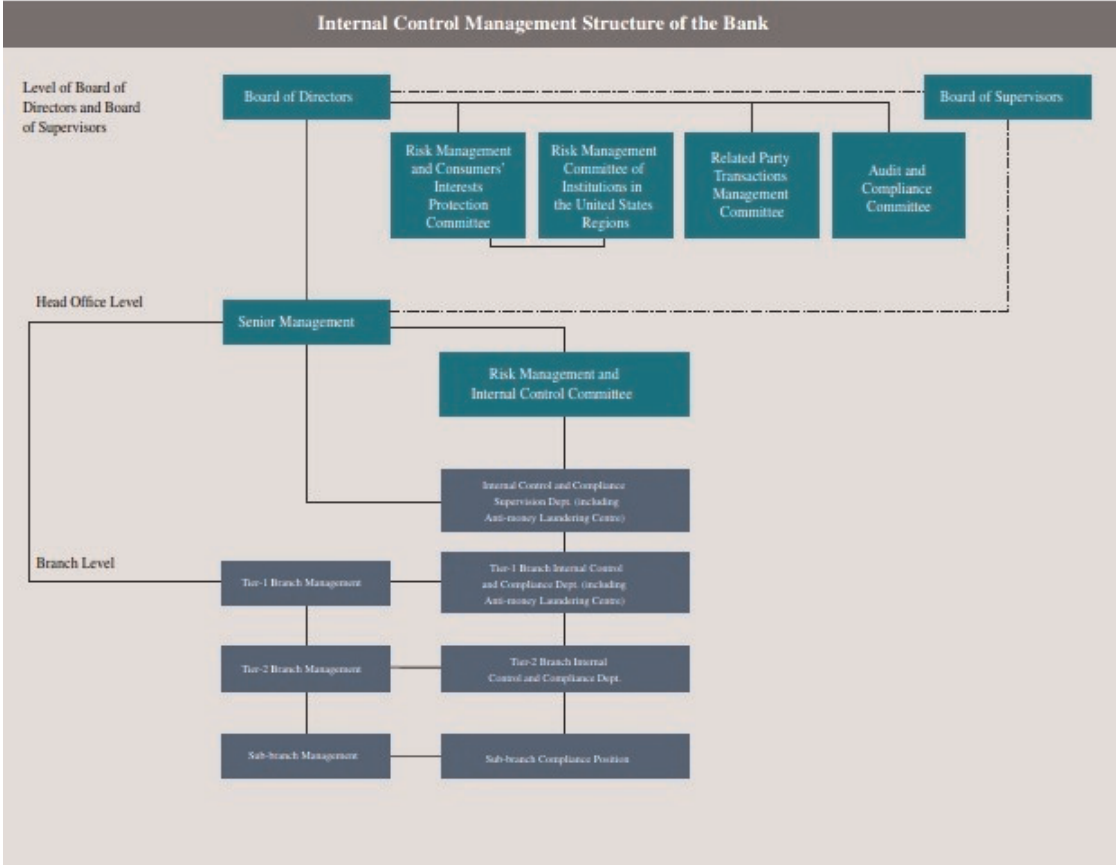 Internal Control Management Structure of the Bank
Level of Board of
Directors and Board
of Supervisors
Board of Directors
Board of Supervisors
Risk Management
and Consumers’
Interests
Protection
Committee
Risk Management
Committee of
Institutions in
the United States
Regions
Related Party
Transactions
Management
Committee
Audit and
Compliance
Committee
Head Office Level
Senior Management
Risk Management and
Internal Control Committee
Internal Control and Compliance
Supervision Dept. (including
Anti-money Laundering Centre)
Branch Level
Tier-1 Branch Management
Tier-1 Branch Internal Control
and Compliance Dept. (including
Anti-money Laundering Centre)
Tier-2 Branch Management
Tier-2 Branch Internal
Control and Compliance Dept.
Sub-branch Management
Sub-branch Compliance Position